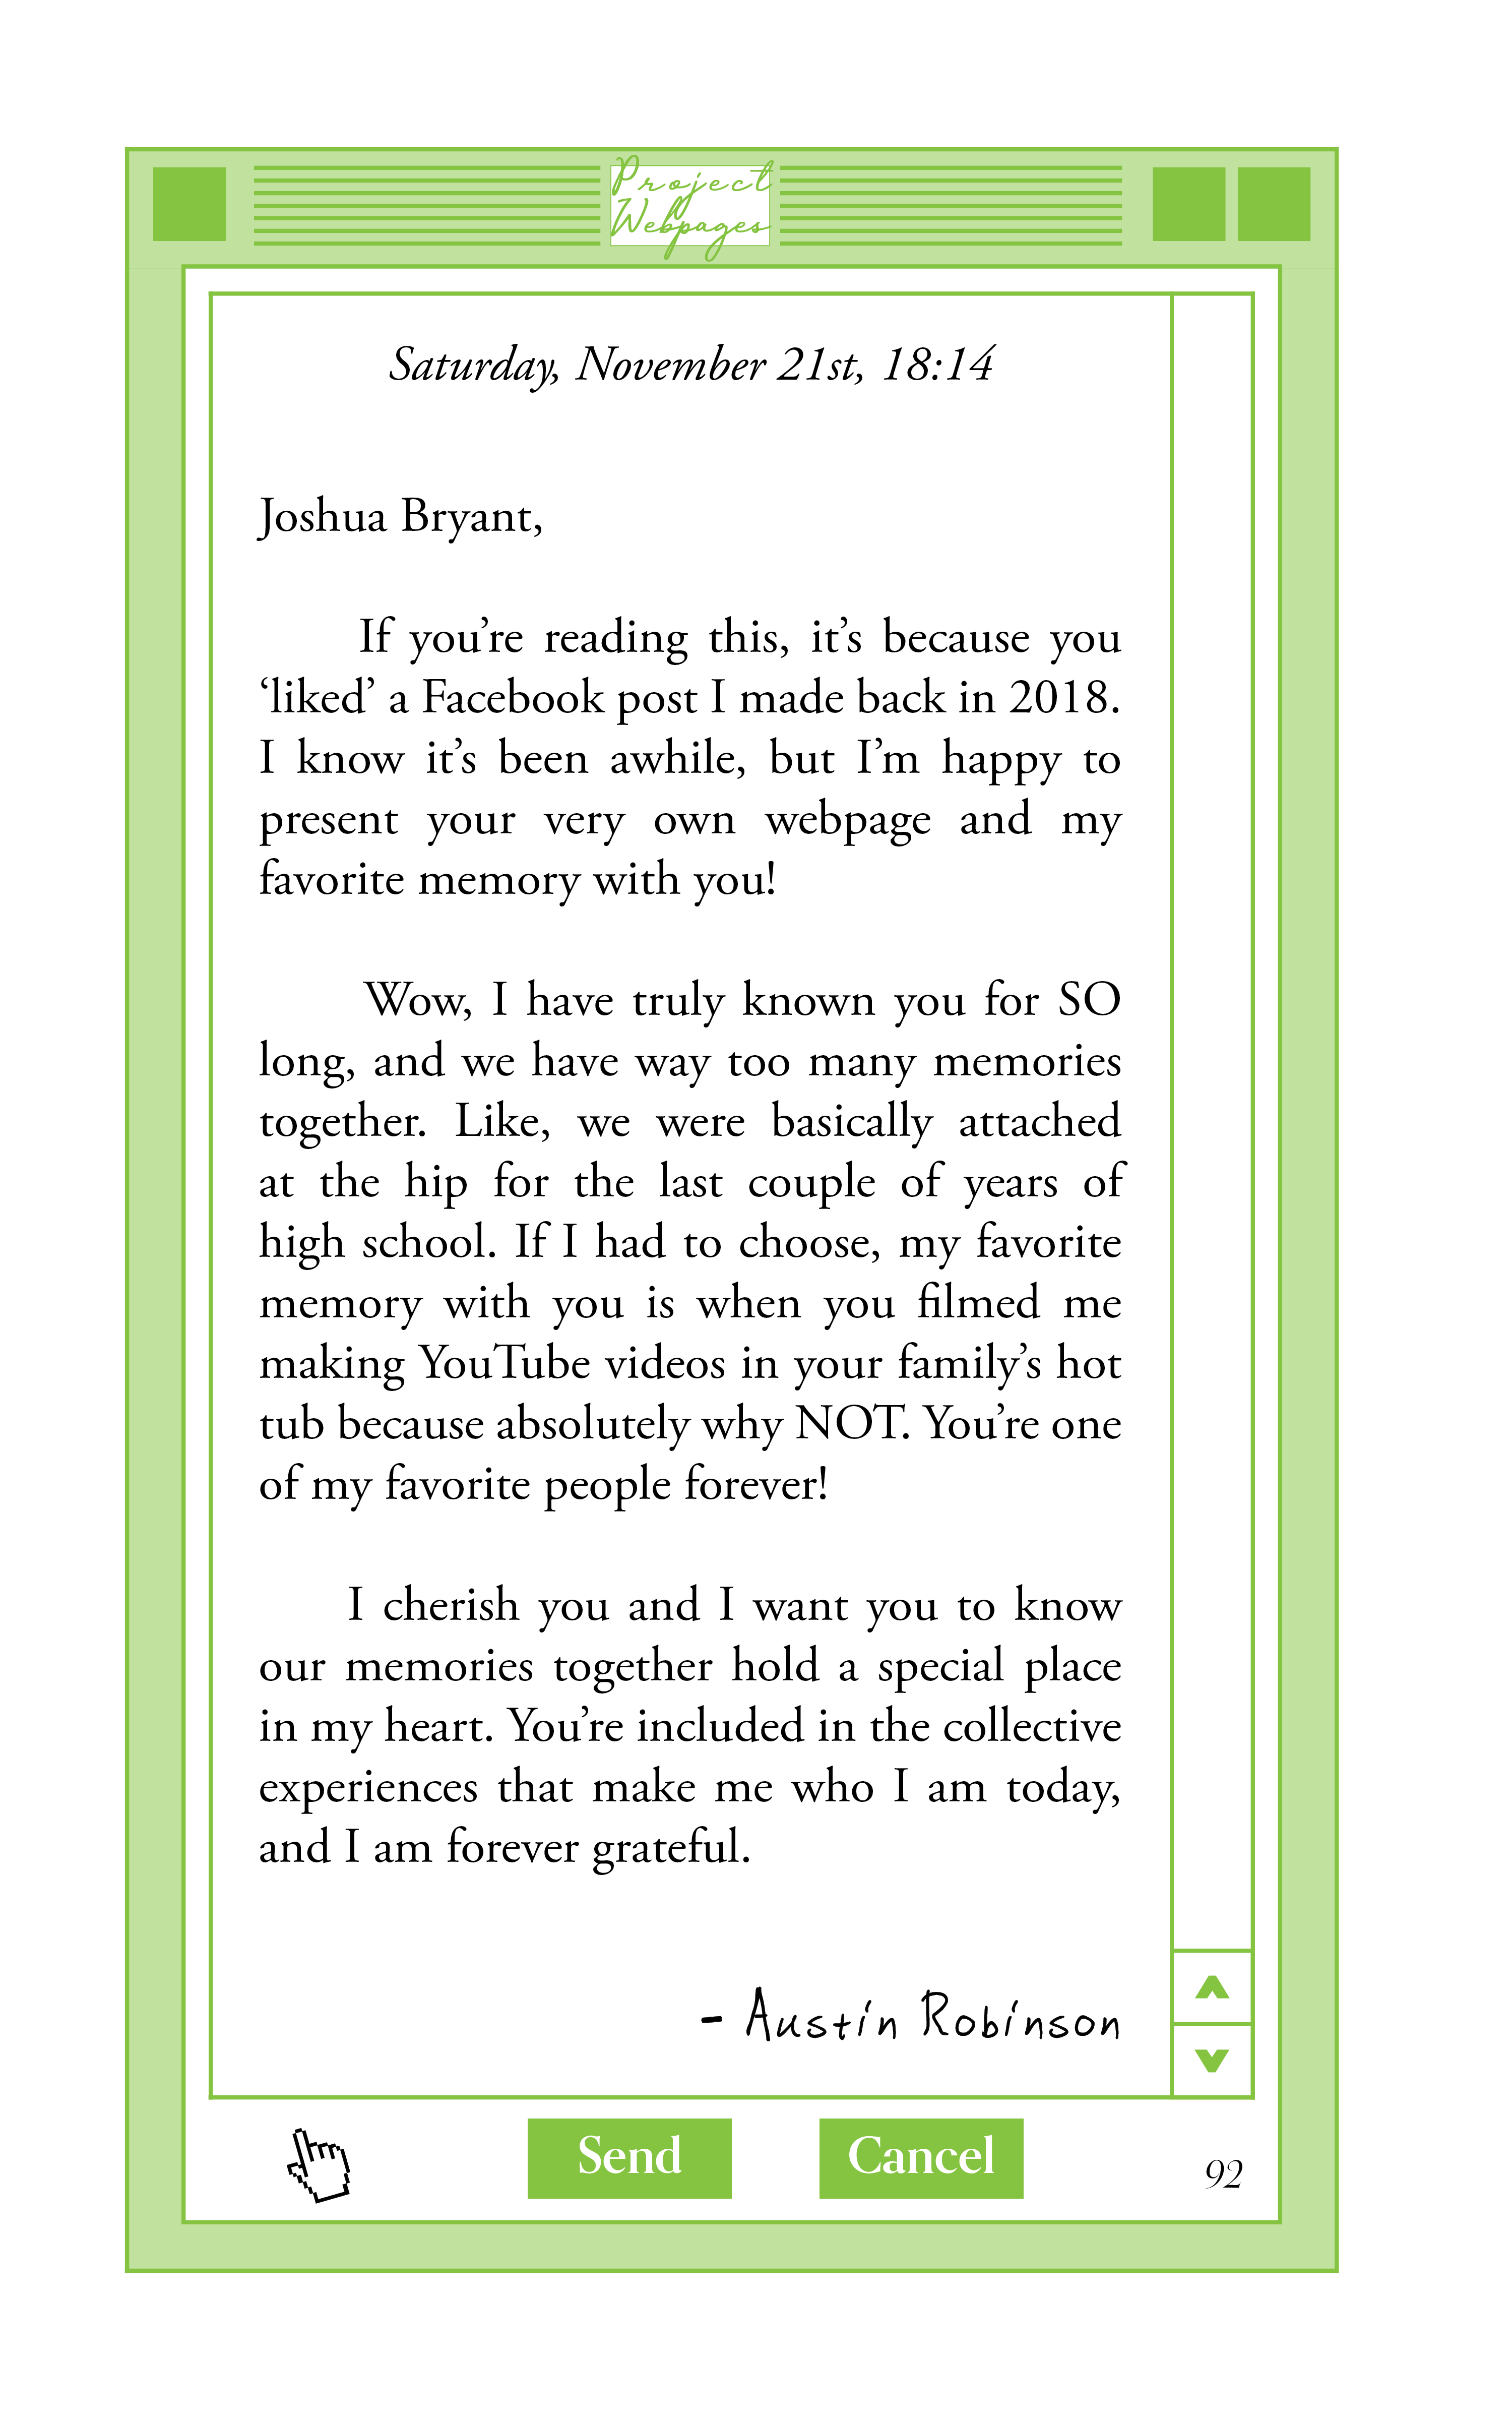 Project
Webpages
Saturday, November 21st, 18:14
Joshua Bryant,
If you’re reading this, it’s because you
‘liked’ a Facebook post I made back in 2018.
I know it’s been awhile, but I’m happy to
present your very own webpage and my
favorite memory with you!
Wow, I have truly known you for SO
long, and we have way too many memories
together. Like, we were basically attached
at the hip for the last couple of years of
high school. If I had to choose, my favorite
memory with you is when you filmed me
making YouTube videos in your family’s hot
tub because absolutely why NOT. You’re one
of my favorite people forever!
I cherish you and I want you to know
our memories together hold a special place
in my heart. You’re included in the collective
experiences that make me who I am today,
and I am forever grateful.
- Austin Robinson
Send Cancel 92